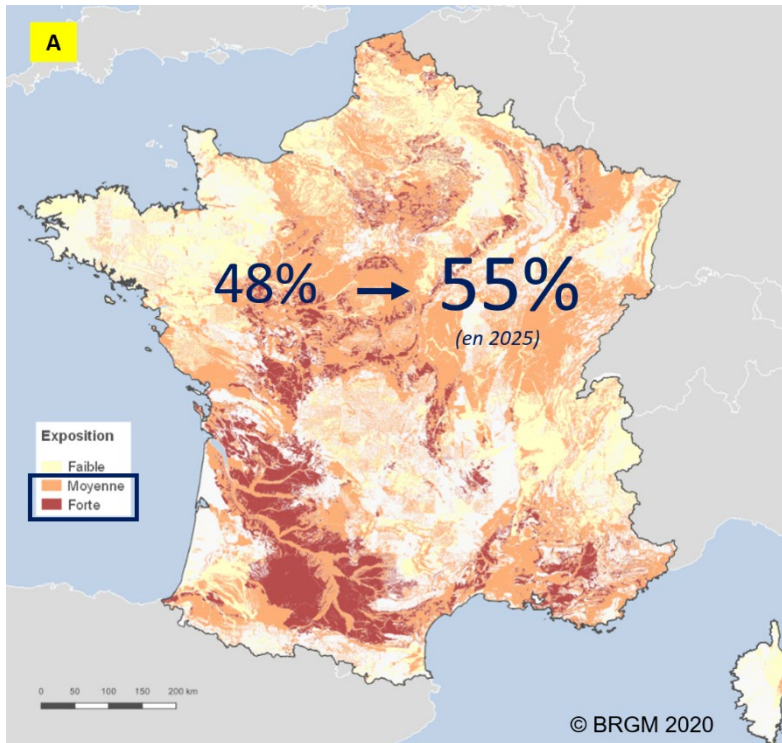 A
48% → 55%
(en 2025)
Exposition
Faible
Moyenne
Forte
0 50 100 150 200 km
© BRGM 2020